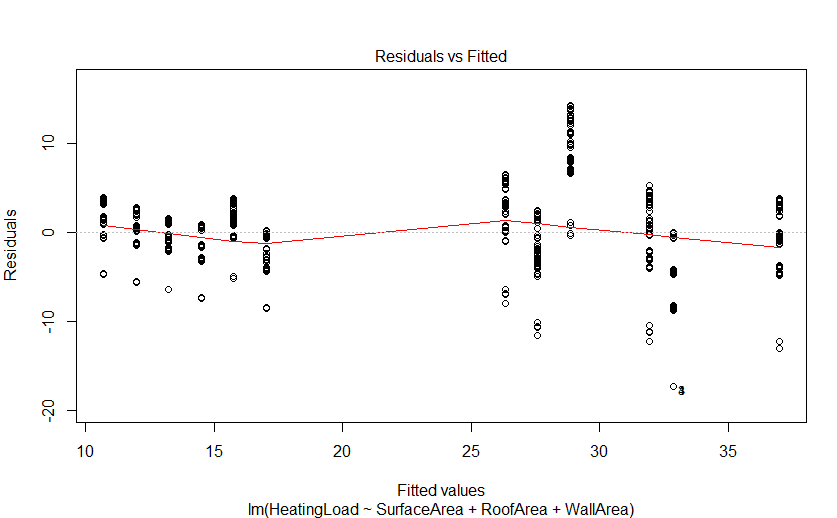 Residuals vs Fitted
10
0
-10
-20
Residuals
10 15 20 25 30 35
Fitted values
lm(HeatingLoad ~ SurfaceArea + RoofArea + WallArea)